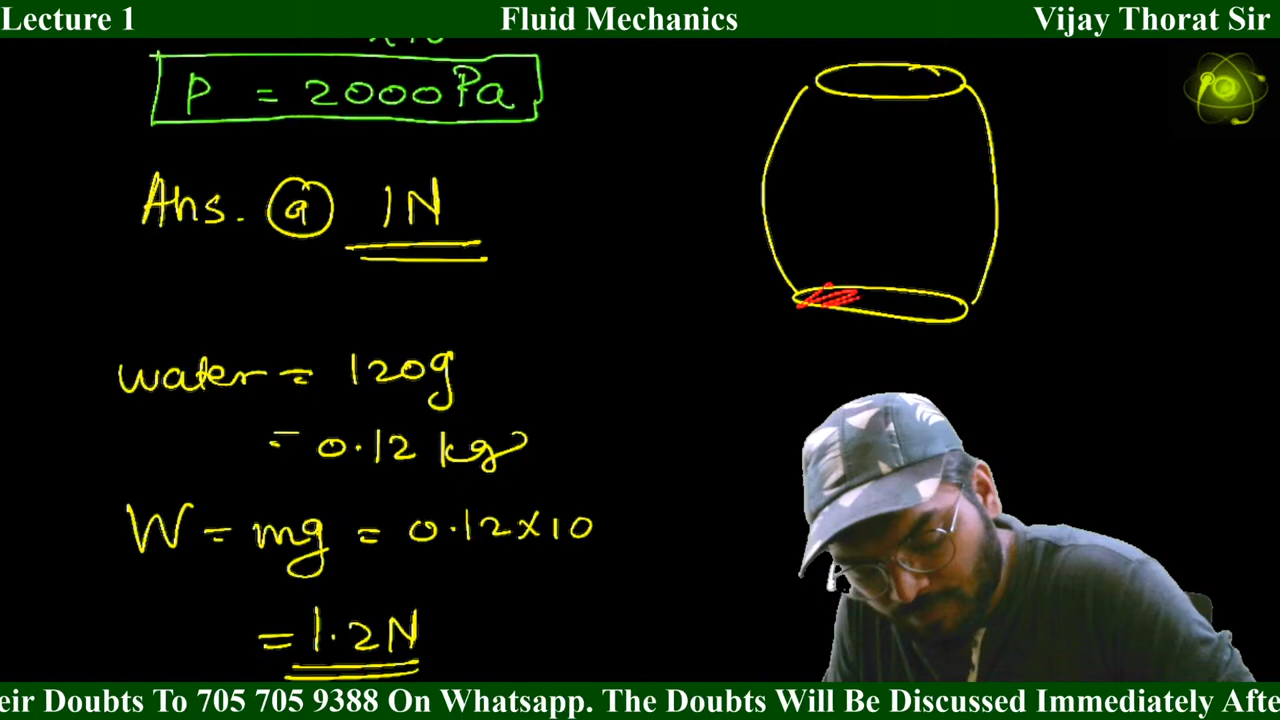 Lecture 1 Fluid Mechanics Vijay Thorat Sir
P = 2000Pa
Ans. a 1N
water = 120g
= 0.12 kg
W = mg = 0.12 x 10
= 1.2N
eir Doubts To 705 705 9388 On Whatsapp. The Doubts Will Be Discussed Immediately Afte